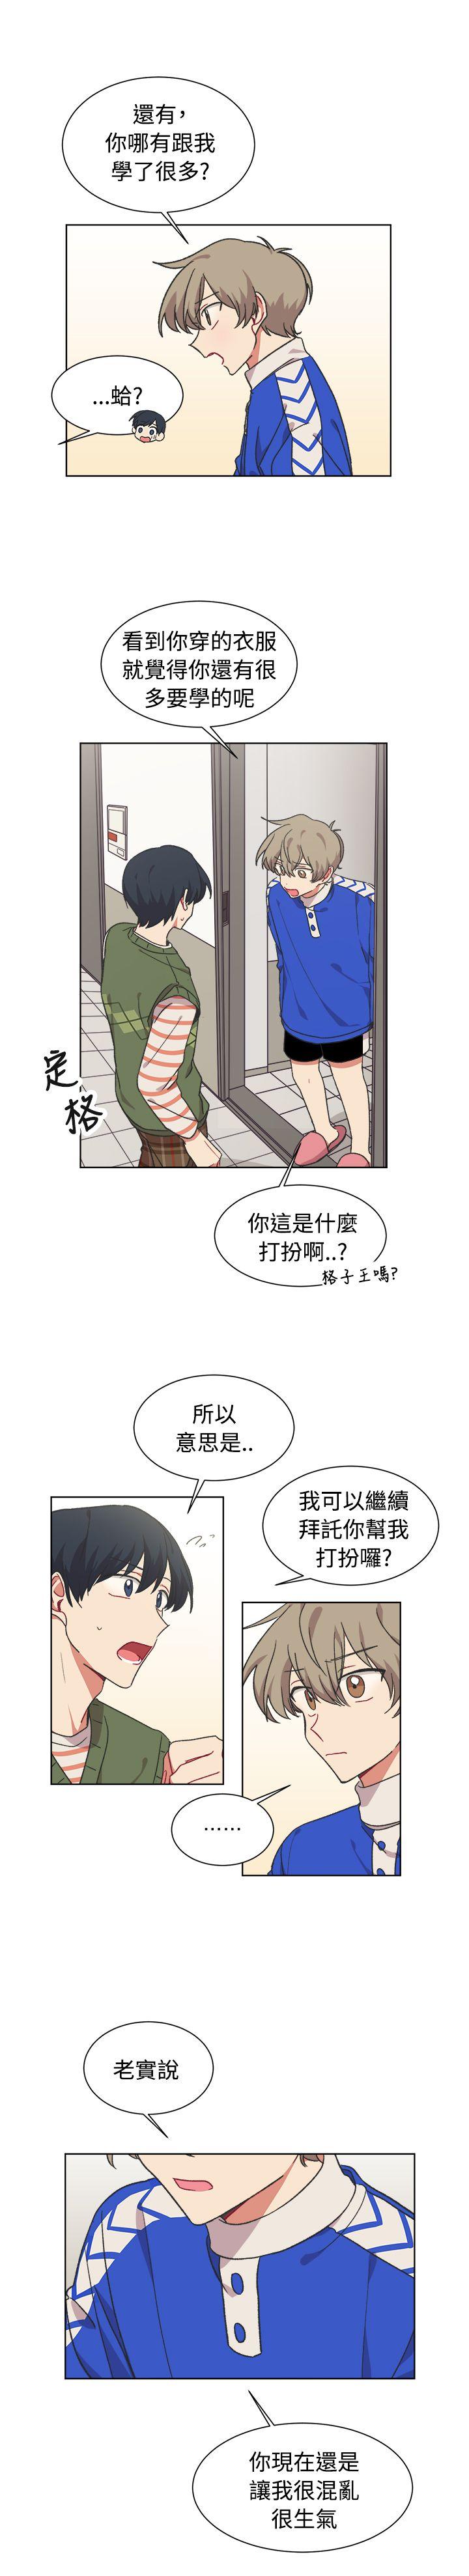 還有,
你哪有跟我
學了很多?
...蛤?
看到你穿的衣服
就覺得你還有很
多要學的呢
定
格
你這是什麼
打扮啊..?
格子王嗎?
所以
意思是..
我可以繼續
拜託你幫我
打扮囉?
……
老實說
你現在還是
讓我很混亂
很生氣